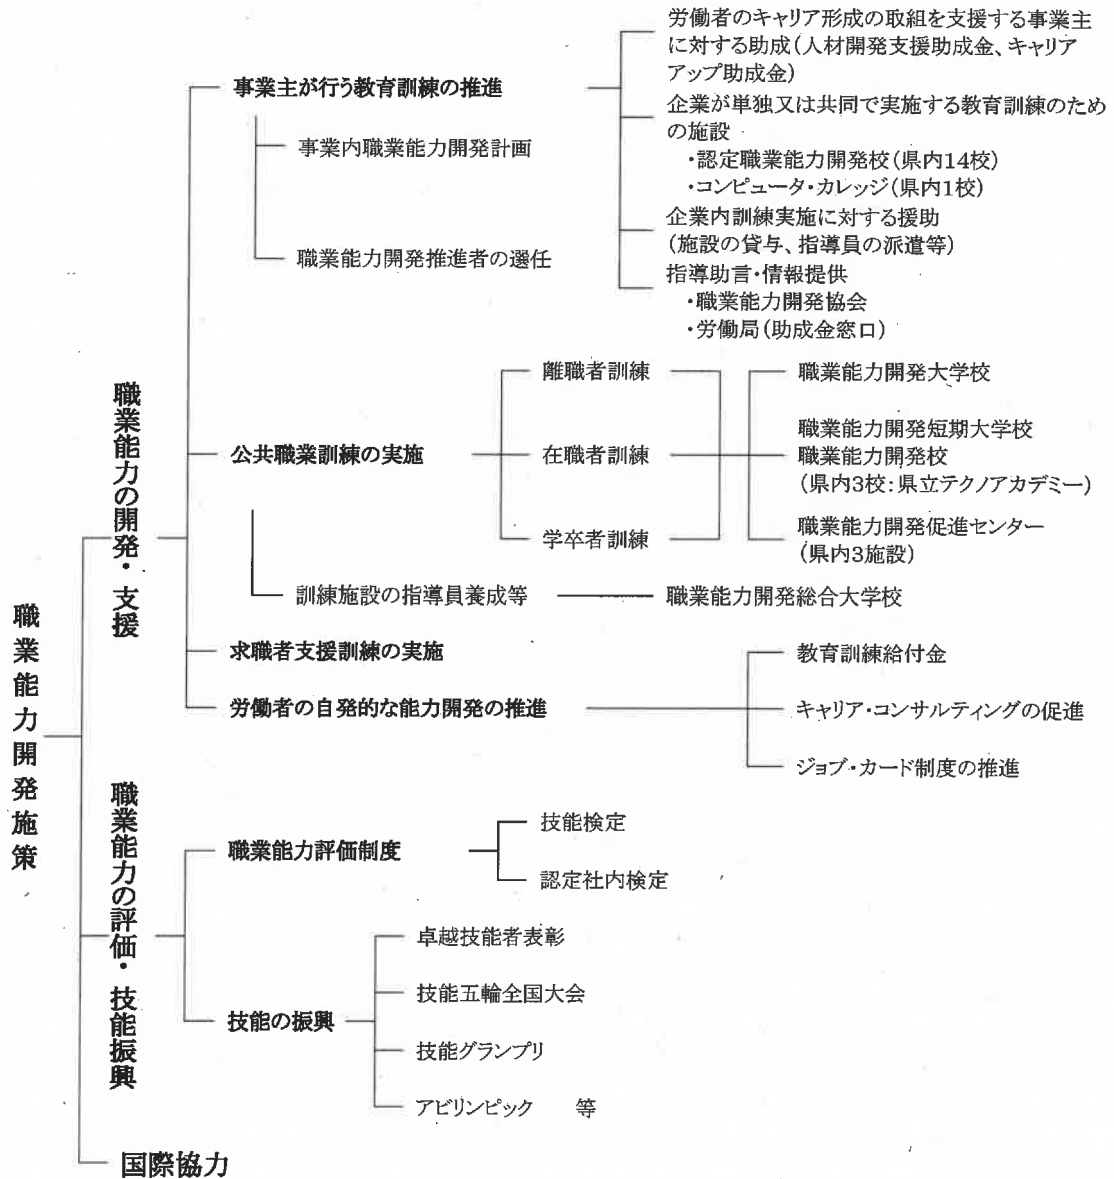 職業能力開発施策
職業能力の開発・支援
事業主が行う教育訓練の推進
事業内職業能力開発計画
職業能力開発推進者の選任
労働者のキャリア形成の取組を支援する事業主
に対する助成(人材開発支援助成金、キャリア
アップ助成金)
企業が単独又は共同で実施する教育訓練のため
の施設
・認定職業能力開発校(県内14校)
・コンピュータ・カレッジ(県内1校)
企業内訓練実施に対する援助
(施設の貸与、指導員の派遣等)
指導助言・情報提供
・職業能力開発協会
・労働局(助成金窓口)
公共職業訓練の実施
離職者訓練
在職者訓練
学卒者訓練
職業能力開発大学校
職業能力開発短期大学校
職業能力開発校
(県内3校:県立テクノアカデミー)
職業能力開発促進センター
(県内3施設)
訓練施設の指導員養成等
職業能力開発総合大学校
求職者支援訓練の実施
労働者の自発的な能力開発の推進
教育訓練給付金
キャリア・コンサルティングの促進
ジョブ・カード制度の推進
職業能力の評価・技能振興
職業能力評価制度
技能検定
認定社内検定
技能の振興
卓越技能者表彰
技能五輪全国大会
技能グランプリ
アビリンピック 等
国際協力